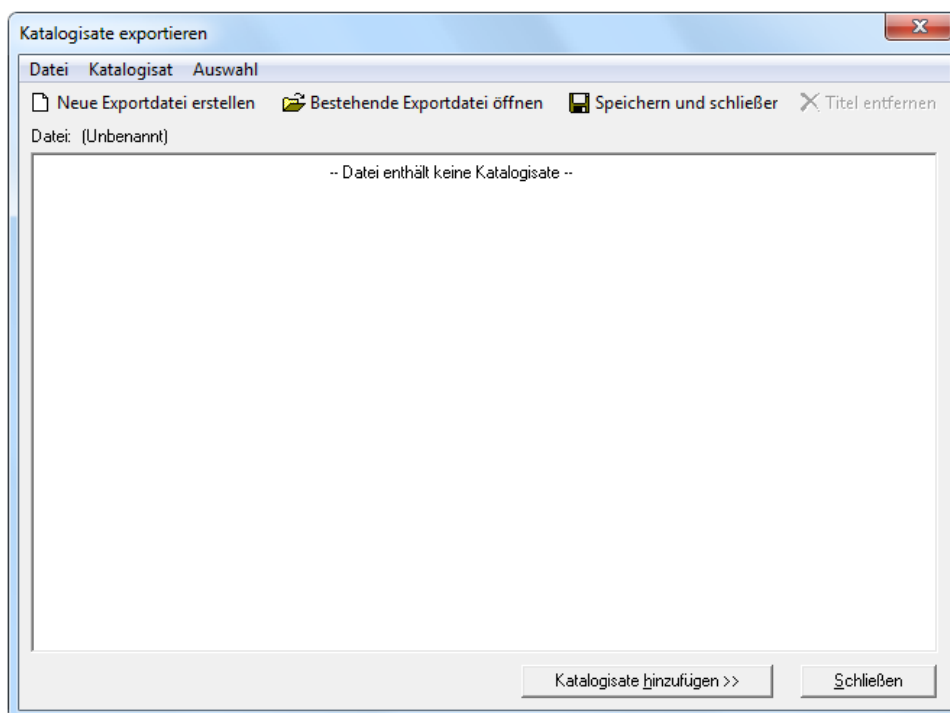 Katalogisate exportieren
Datei Katalogisat Auswahl
Neue Exportdatei erstellen Bestehende Exportdatei öffnen Speichern und schließer Titel entfernen
Datei: (Unbenannt)
-- Datei enthält keine Katalogisate --
Katalogisate hinzufügen >> Schließen